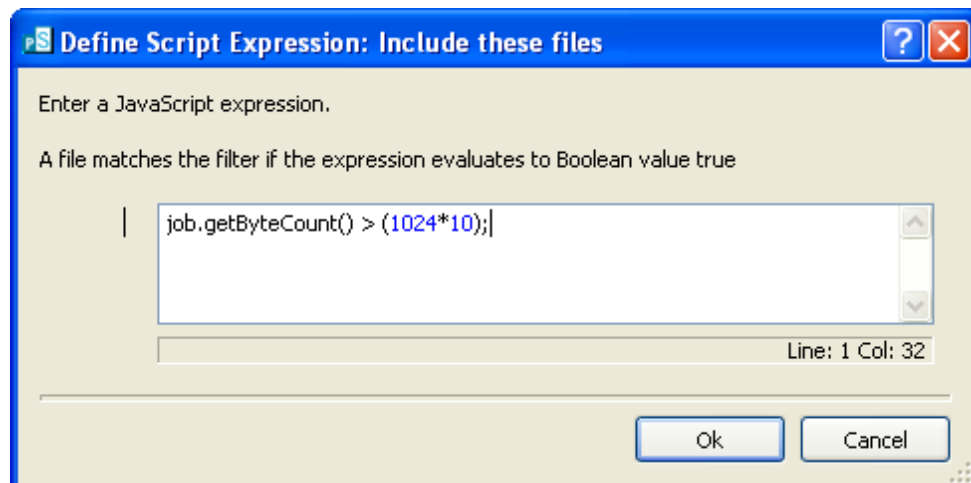 PS Define Script Expression: Include these files ?
Enter a JavaScript expression.
A file matches the filter if the expression evaluates to Boolean value true
job.getByteCount() > (1024*10);
Line: 1 Col: 32
Ok Cancel